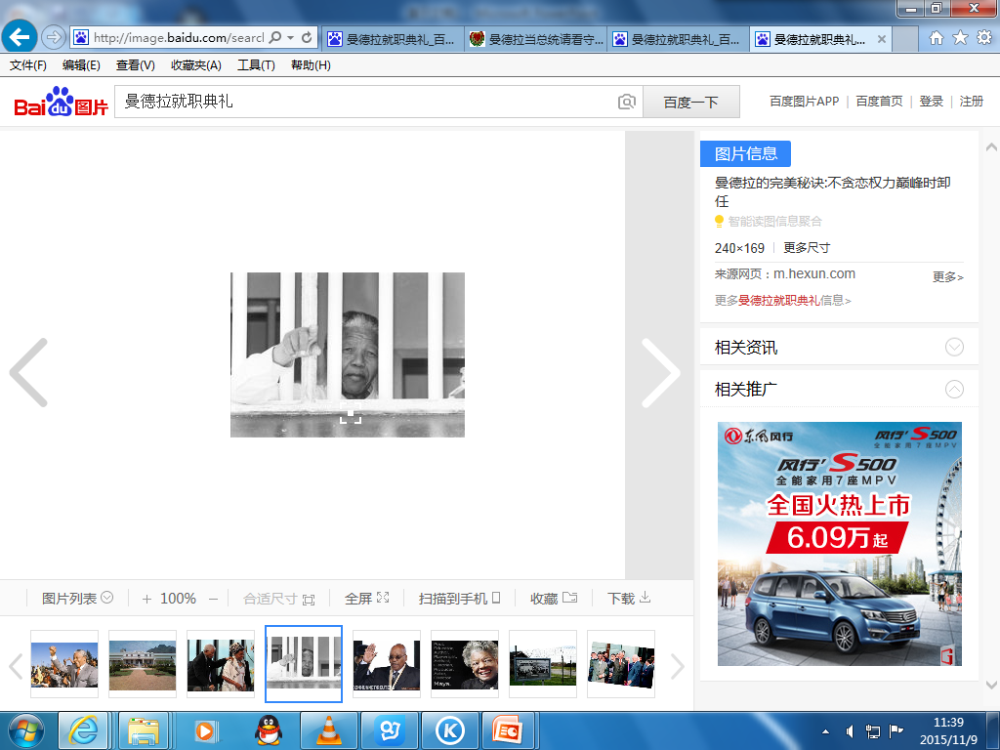 http://image.baidu.com/searcl
曼德拉就职典礼_百...
曼德拉当总统请看守...
曼德拉就职典礼_百...
曼德拉就职典礼...
文件(F) 编辑(E) 查看(V) 收藏夹(A) 工具(T) 帮助(H)
Bai du 图片
曼德拉就职典礼
百度一下
百度图片APP | 百度首页 | 登录 | 注册
图片信息
曼德拉的完美秘诀:不贪恋权力巅峰时卸
任
智能读图信息聚合
240×169 | 更多尺寸
来源网页：m.hexun.com 更多>
更多曼德拉就职典礼信息>
相关资讯
相关推广
东风风行 风行 S500
全能家用7座MPV
风行 S500
全能家用7座MPV
全国火热上市
6.09万起
图片列表 + 100% − 合适尺寸 全屏 扫描到手机 收藏 下载
Maya.
11:39
2015/11/9